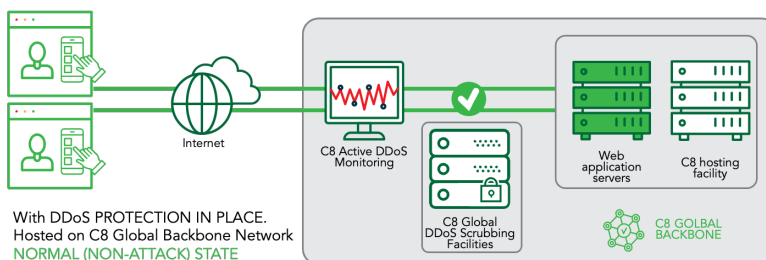 Internet
C8 Active DDoS
Monitoring
C8 Global
DDoS Scrubbing
Facilities
Web
application
servers
C8 hosting
facility
With DDoS PROTECTION IN PLACE.
Hosted on C8 Global Backbone Network
NORMAL (NON-ATTACK) STATE
C8 GOLBAL
BACKBONE